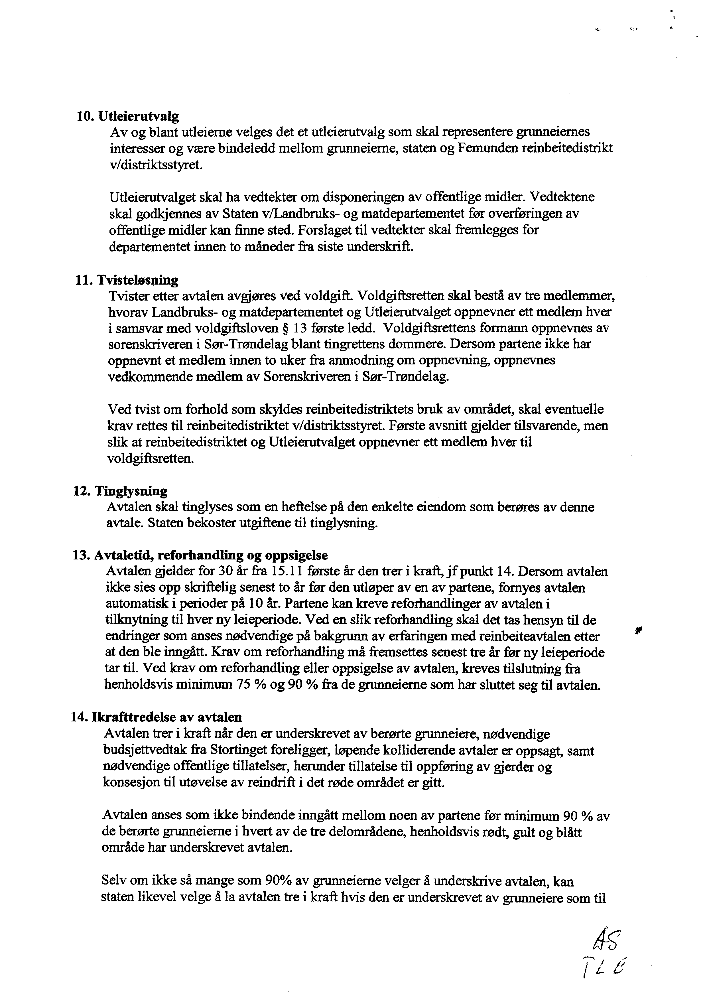 10. Utleierutvalg
Av og blant utleierne velges det et utleierutvalg som skal representere grunneiernes
interesser og være bindeledd mellom grunneierne, staten og Femunden reinbeitedistrikt
v/distriktsstyret.
Utleierutvalget skal ha vedtekter om disponeringen av offentlige midler. Vedtektene
skal godkjennes av Staten v/Landbruks- og matdepartementet før overføringen av
offentlige midler kan finne sted. Forslaget til vedtekter skal fremlegges for
departementet innen to måneder fra siste underskrift.
11. Tvisteløsning
Tvister etter avtalen avgjøres ved voldgift. Voldgiftsretten skal bestå av tre medlemmer,
hvorav Landbruks- og matdepartementet og Utleierutvalget oppnevner ett medlem hver
i samsvar med voldgiftsloven § 13 første ledd. Voldgiftsrettens formann oppnevnes av
sorenskriveren i Sør-Trøndelag blant tingrettens dommere. Dersom partene ikke har
oppnevnt et medlem innen to uker fra anmodning om oppnevning, oppnevnes
vedkommende medlem av Sorenskriveren i Sør-Trøndelag.
Ved tvist om forhold som skyldes reinbeitedistriktets bruk av området, skal eventuelle
krav rettes til reinbeitedistriktet v/distriktsstyret. Første avsnitt gjelder tilsvarende, men
slik at reinbeitedistriktet og Utleierutvalget oppnevner ett medlem hver til
voldgiftsretten.
12. Tinglysning
Avtalen skal tinglyses som en heftelse på den enkelte eiendom som berøres av denne
avtale. Staten bekoster utgiftene til tinglysning.
13. Avtaletid, reforhandling og oppsigelse
Avtalen gjelder for 30 år fra 15.11 første år den trer i kraft, jf punkt 14. Dersom avtalen
ikke sies opp skriftelig senest to år før den utløper av en av partene, fornyes avtalen
automatisk i perioder på 10 år. Partene kan kreve reforhandlinger av avtalen i
tilknytning til hver ny leieperiode. Ved en slik reforhandling skal det tas hensyn til de
endringer som anses nødvendige på bakgrunn av erfaringen med reinbeiteavtalen etter
at den ble inngått. Krav om reforhandling må fremsettes senest tre år før ny leieperiode
tar til. Ved krav om reforhandling eller oppsigelse av avtalen, kreves tilslutning fra
henholdsvis minimum 75 % og 90 % fra de grunneierne som har sluttet seg til avtalen.
14. Ikrafttredelse av avtalen
Avtalen trer i kraft når den er underskrevet av berørte grunneiere, nødvendige
budsjettvedtak fra Stortinget foreligger, løpende kolliderende avtaler er oppsagt, samt
nødvendige offentlige tillatelser, herunder tillatelse til oppføring av gjerder og
konsesjon til utøvelse av reindrift i det røde området er gitt.
Avtalen anses som ikke bindende inngått mellom noen av partene før minimum 90 % av
de berørte grunneierne i hvert av de tre delområdene, henholdsvis rødt, gult og blått
område har underskrevet avtalen.
Selv om ikke så mange som 90% av grunneierne velger å underskrive avtalen, kan
staten likevel velge å la avtalen tre i kraft hvis den er underskrevet av grunneiere som til
AS
TLE